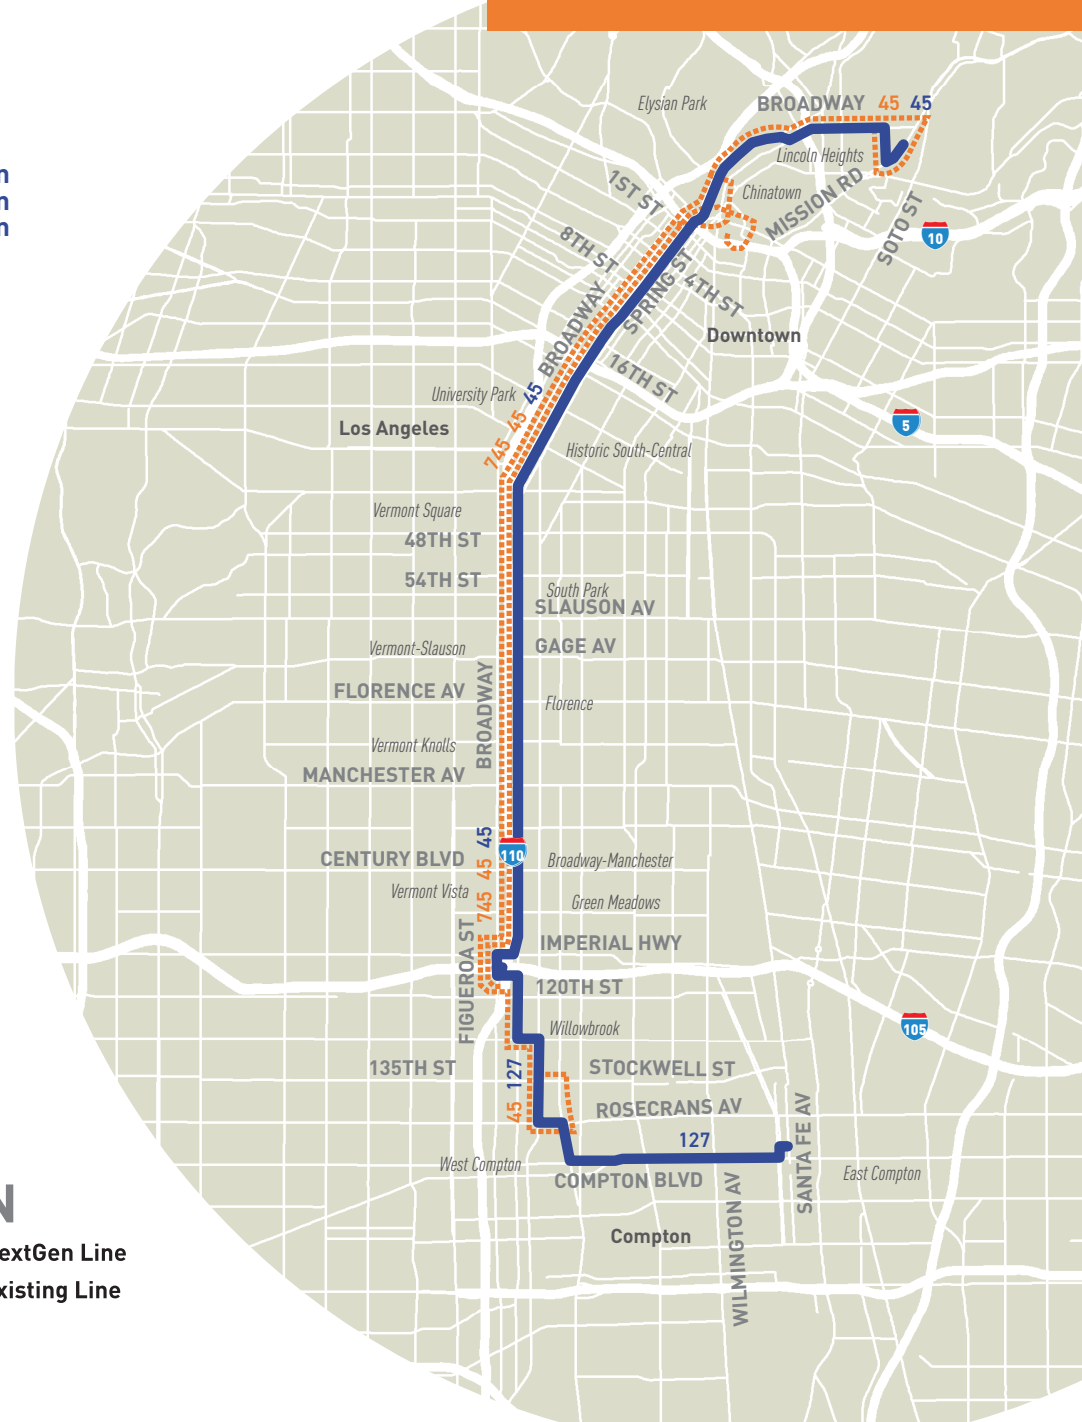 BROADWAY 45 45
Elysian Park
Lincoln Heights
1ST ST
Chinatown
MISSION RD
SOTO ST
10
8TH ST
SPRING ST
4TH ST
BROADWAY
Downtown
16TH ST
University Park
45
45
745
Los Angeles
5
Historic South-Central
Vermont Square
48TH ST
54TH ST
South Park
SLAUSON AV
GAGE AV
Vermont-Slauson
FLORENCE AV
BROADWAY
Florence
Vermont Knolls
MANCHESTER AV
45
45
745
110
CENTURY BLVD
Broadway-Manchester
Vermont Vista
Green Meadows
FIGUEROA ST
IMPERIAL HWY
120TH ST
105
Willowbrook
135TH ST
127
45
STOCKWELL ST
ROSECRANS AV
127
SANTA FE AV
West Compton
COMPTON BLVD
East Compton
WILMINGTON AV
Compton
n
n
n
N
extGen Line
xisting Line